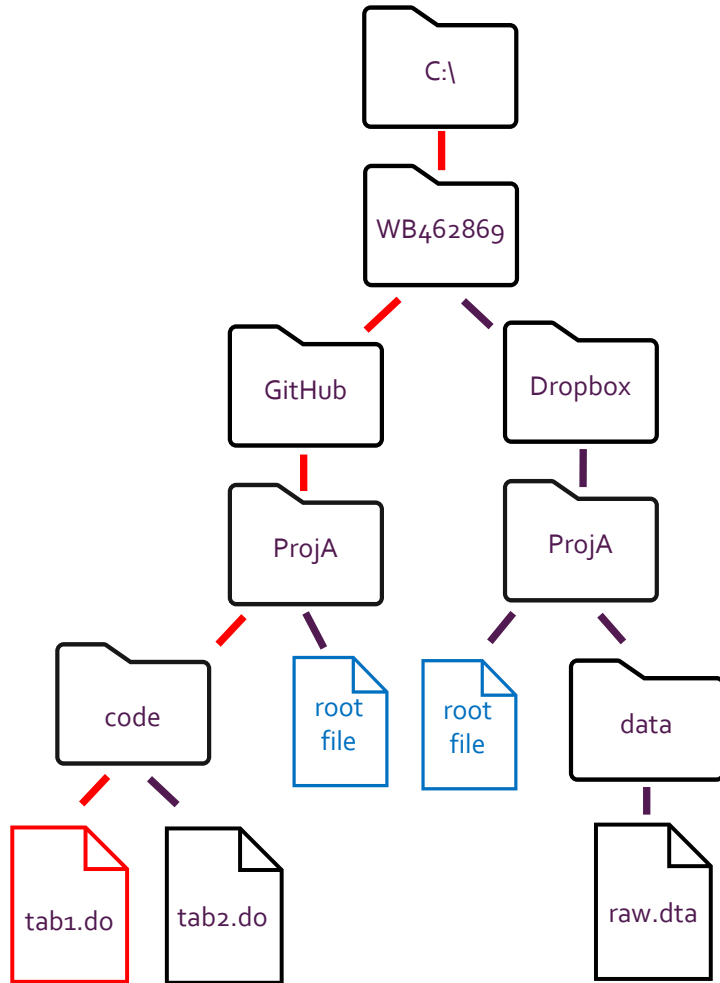 C:\
WB462869
GitHub
Dropbox
ProjA
ProjA
code
root
file
root
file
data
tab1.do
tab2.do
raw.dta